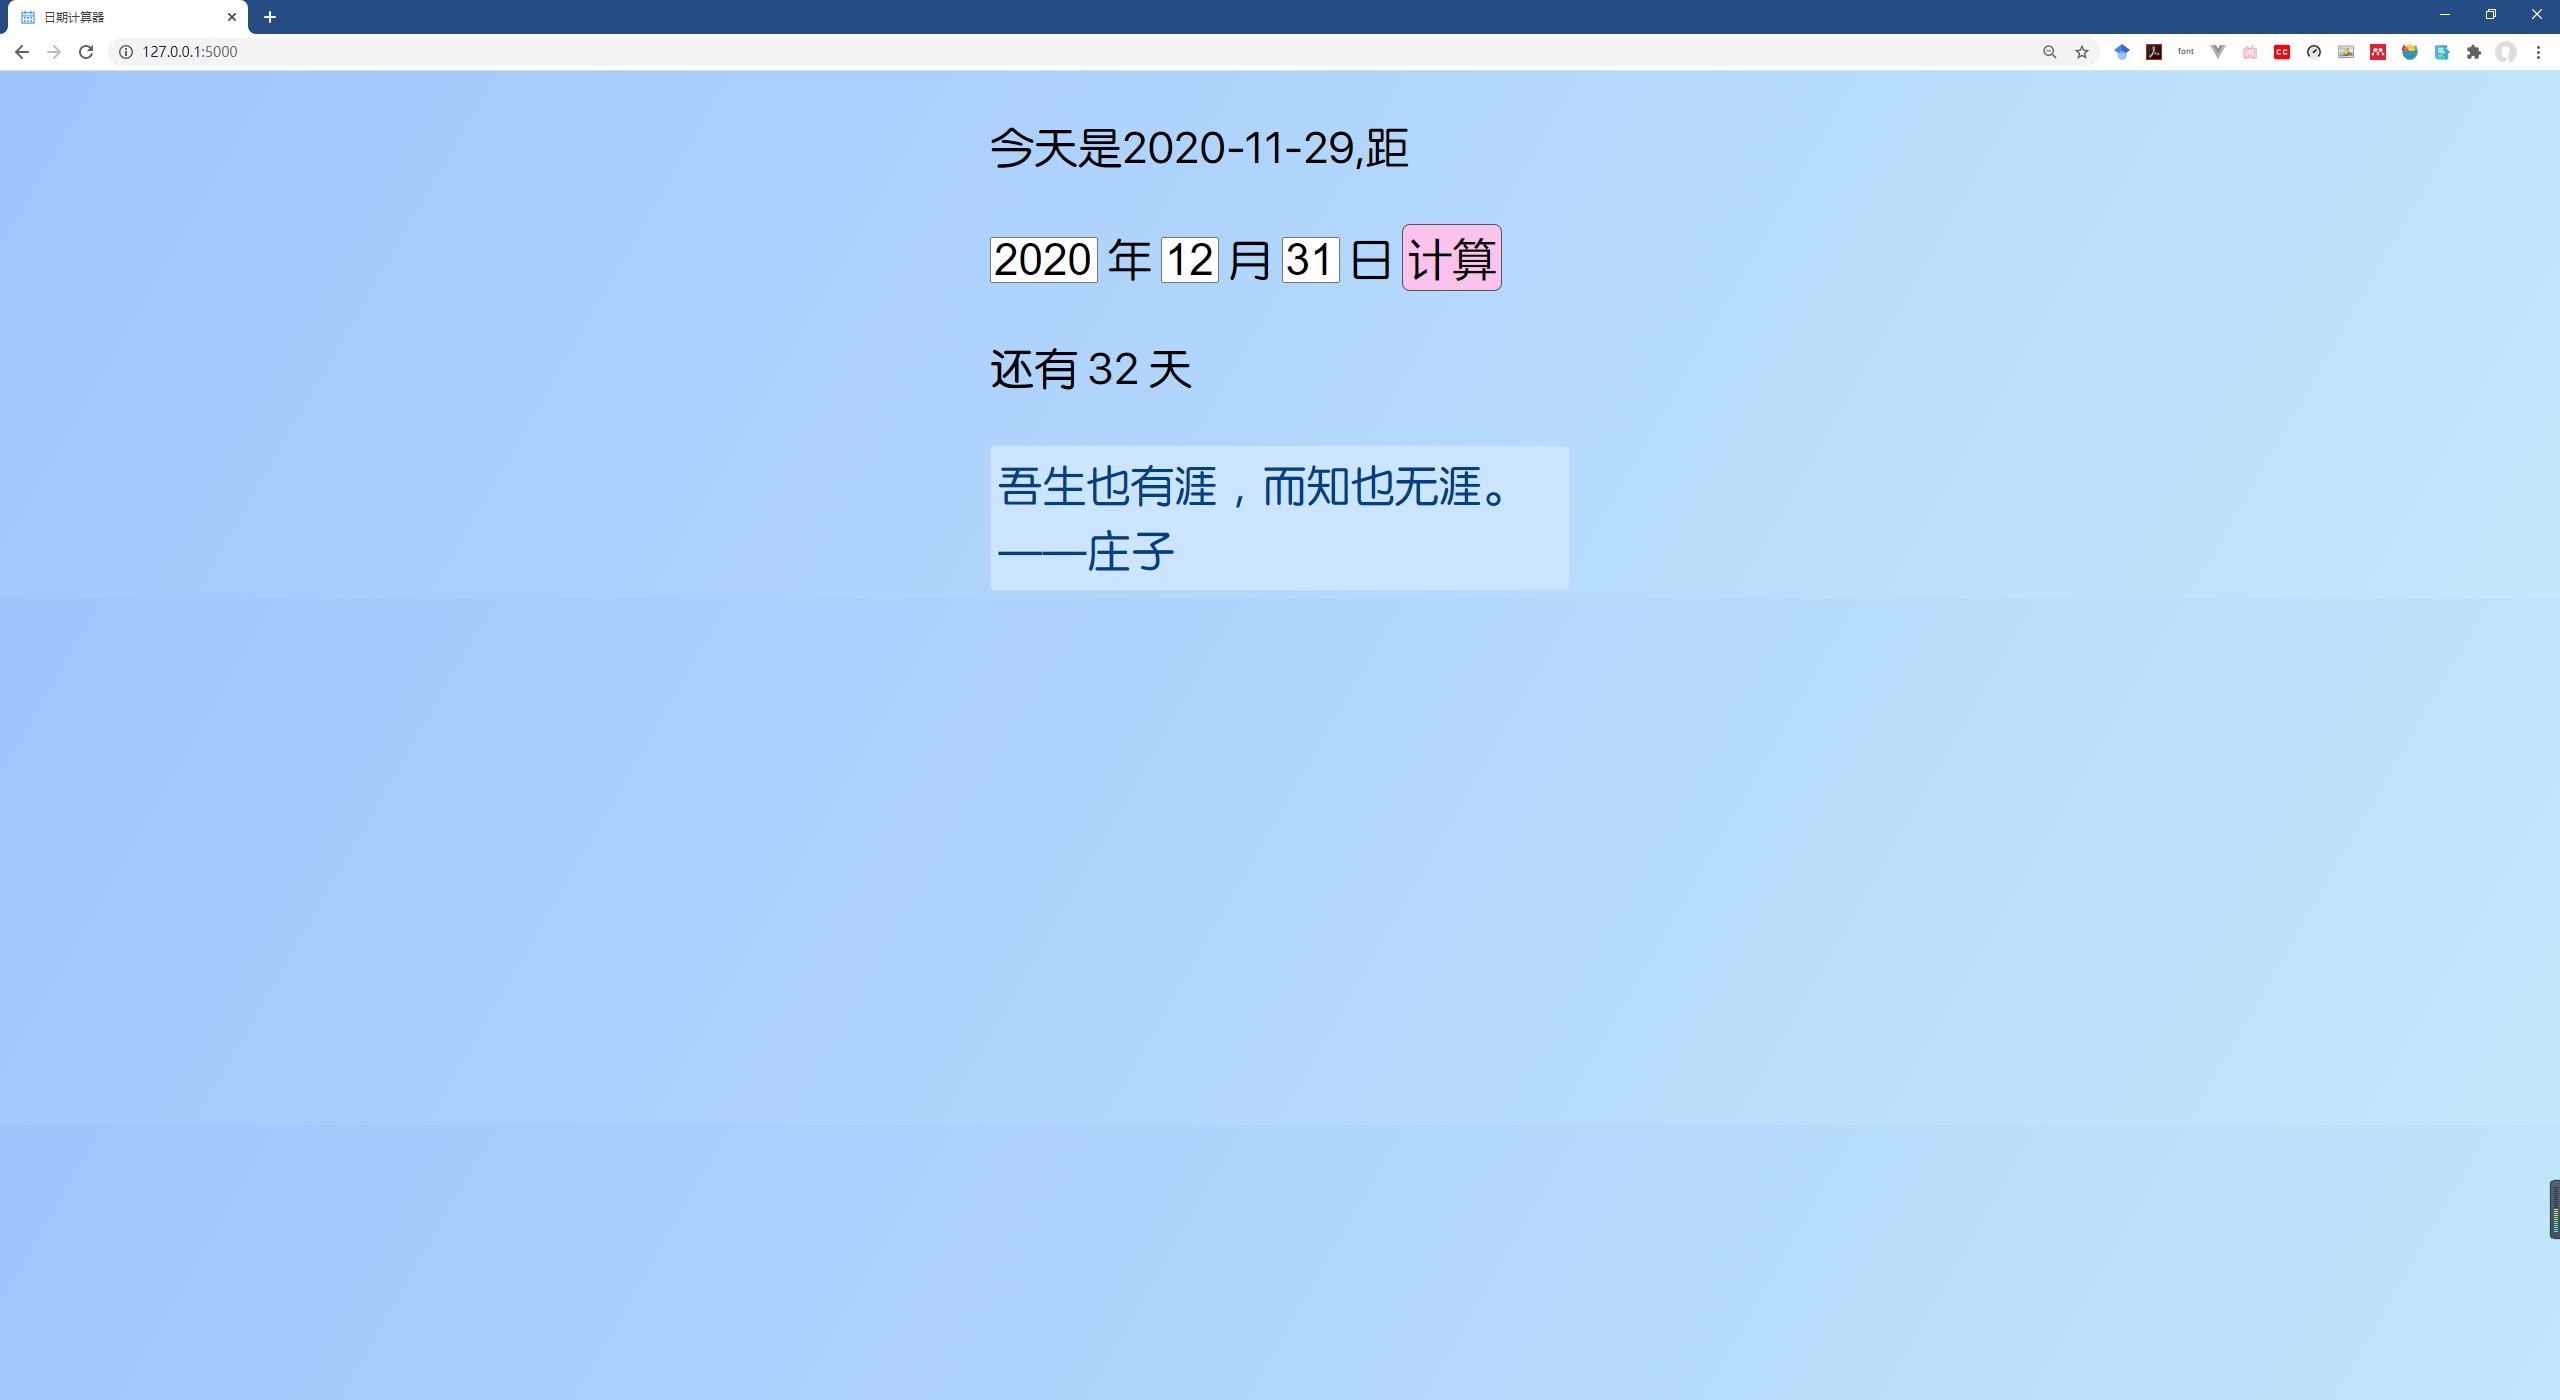 日期计算器
127.0.0.1:5000
font
今天是2020-11-29,距
2020 年 12 月 31 日 计算
还有 32 天
吾生也有涯，而知也无涯。
——庄子